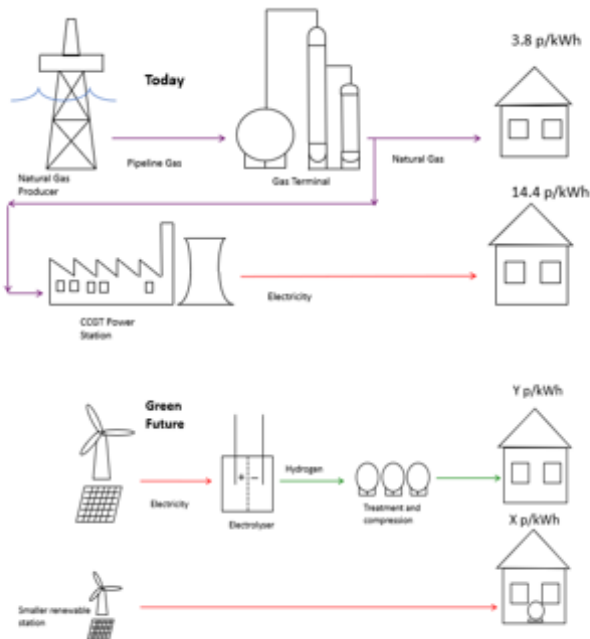 3.8 p/kWh
Today
Pipeline Gas
Natural Gas
Natural Gas
Producer
Gas Terminal
14.4 p/kWh
Electricity
CCGT Power
Station
Green
Future
Y p/kWh
Hydrogen
+ -
Electricity
Electrolyser
Treatment and
compression
X p/kWh
Smaller renewable
station